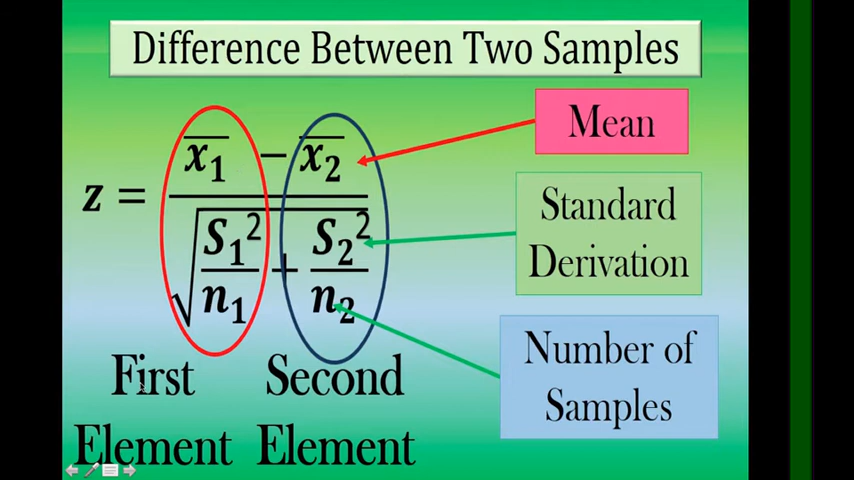 Difference Between Two Samples
z = (x̄₁ − x̄₂) / √(S₁²/n₁ + S₂²/n₂)
Mean
Standard
Derivation
Number of
Samples
First
Element
Second
Element